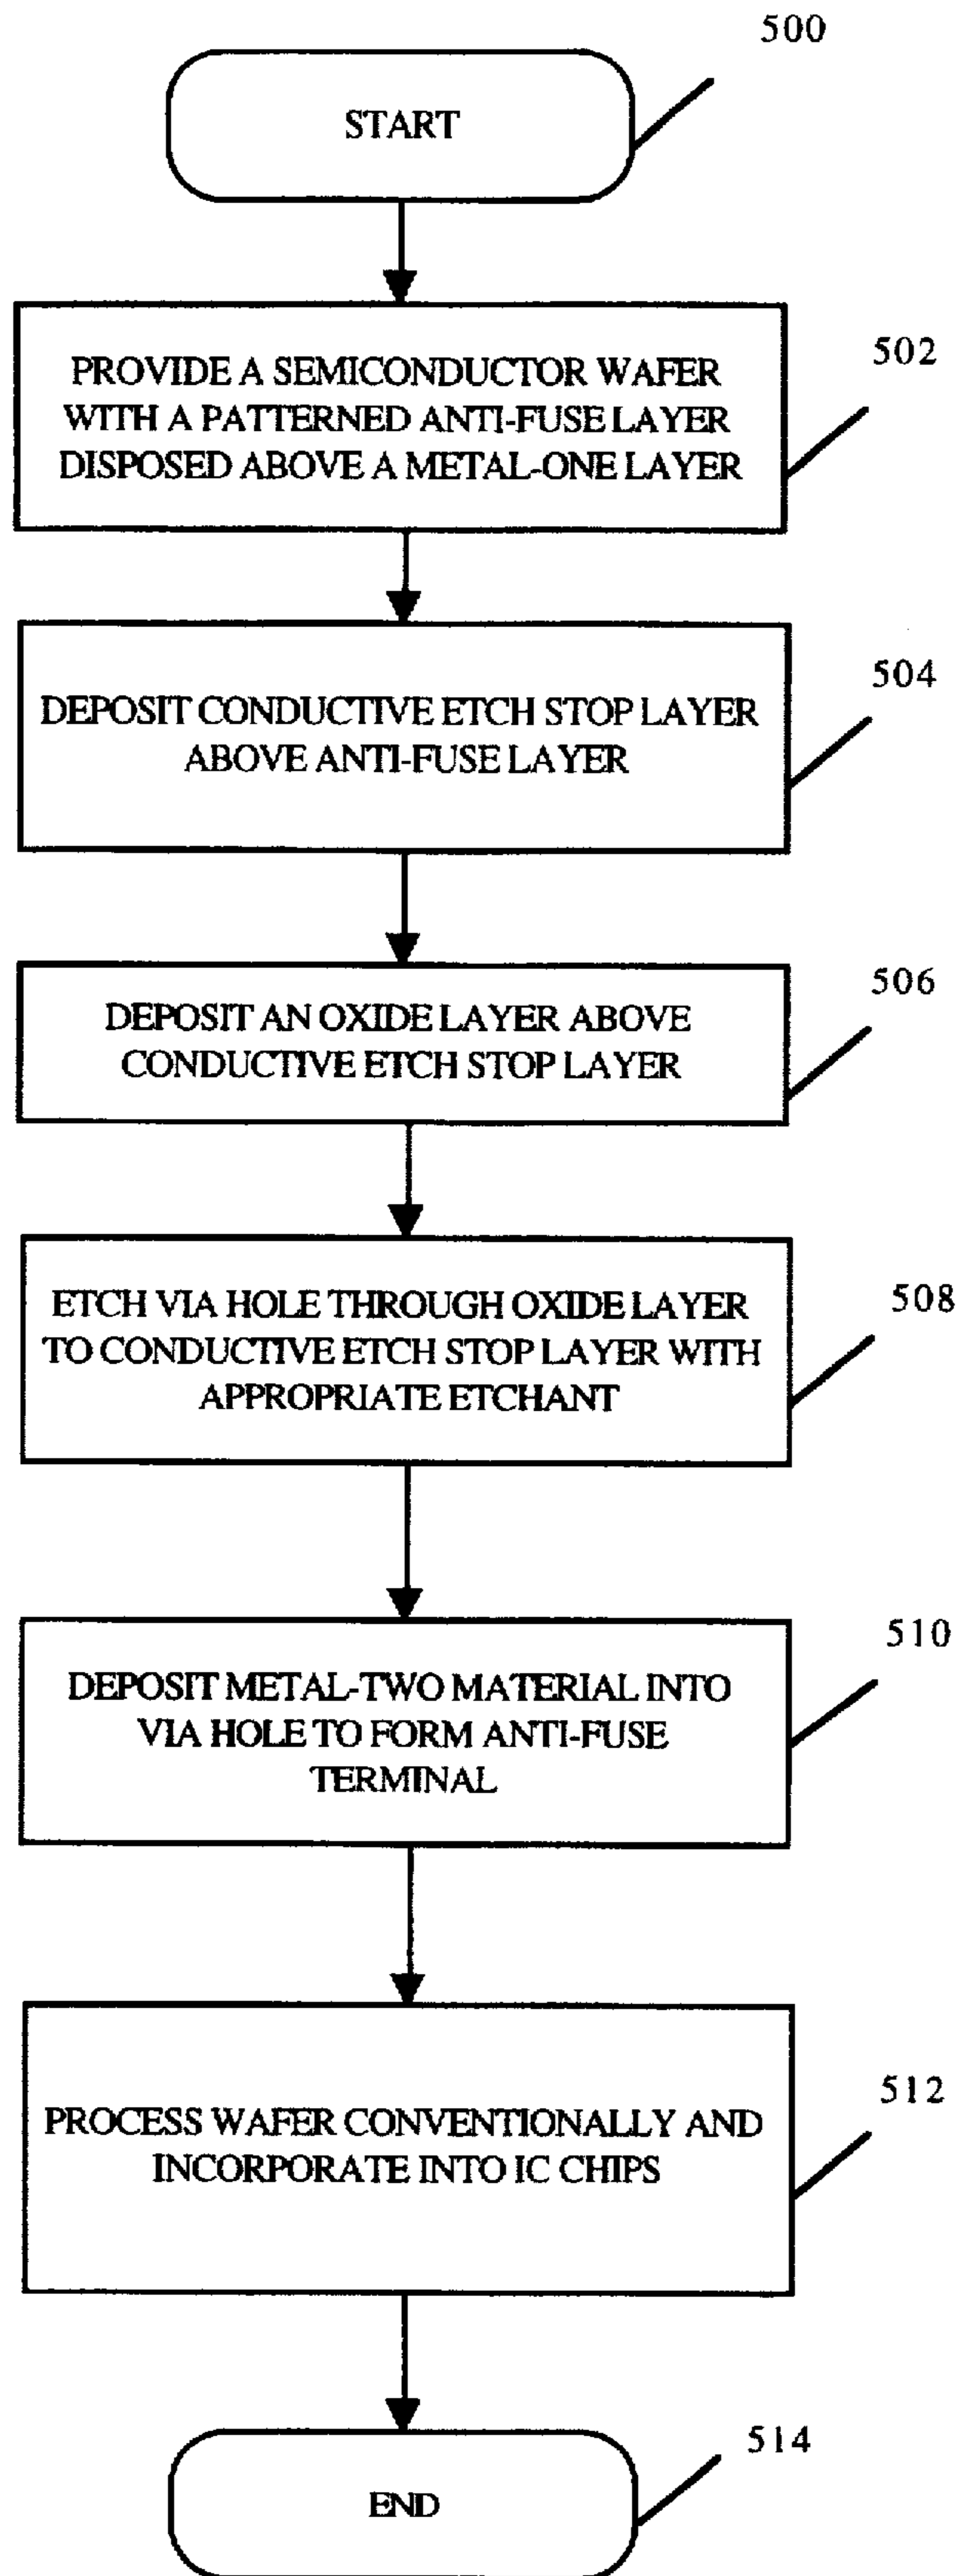 500
START
PROVIDE A SEMICONDUCTOR WAFER
WITH A PATTERNED ANTI-FUSE LAYER
DISPOSED ABOVE A METAL-ONE LAYER
502
DEPOSIT CONDUCTIVE ETCH STOP LAYER
ABOVE ANTI-FUSE LAYER
504
DEPOSIT AN OXIDE LAYER ABOVE
CONDUCTIVE ETCH STOP LAYER
506
ETCH VIA HOLE THROUGH OXIDE LAYER
TO CONDUCTIVE ETCH STOP LAYER WITH
APPROPRIATE ETCHANT
508
DEPOSIT METAL-TWO MATERIAL INTO
VIA HOLE TO FORM ANTI-FUSE
TERMINAL
510
PROCESS WAFER CONVENTIONALLY AND
INCORPORATE INTO IC CHIPS
512
END
514